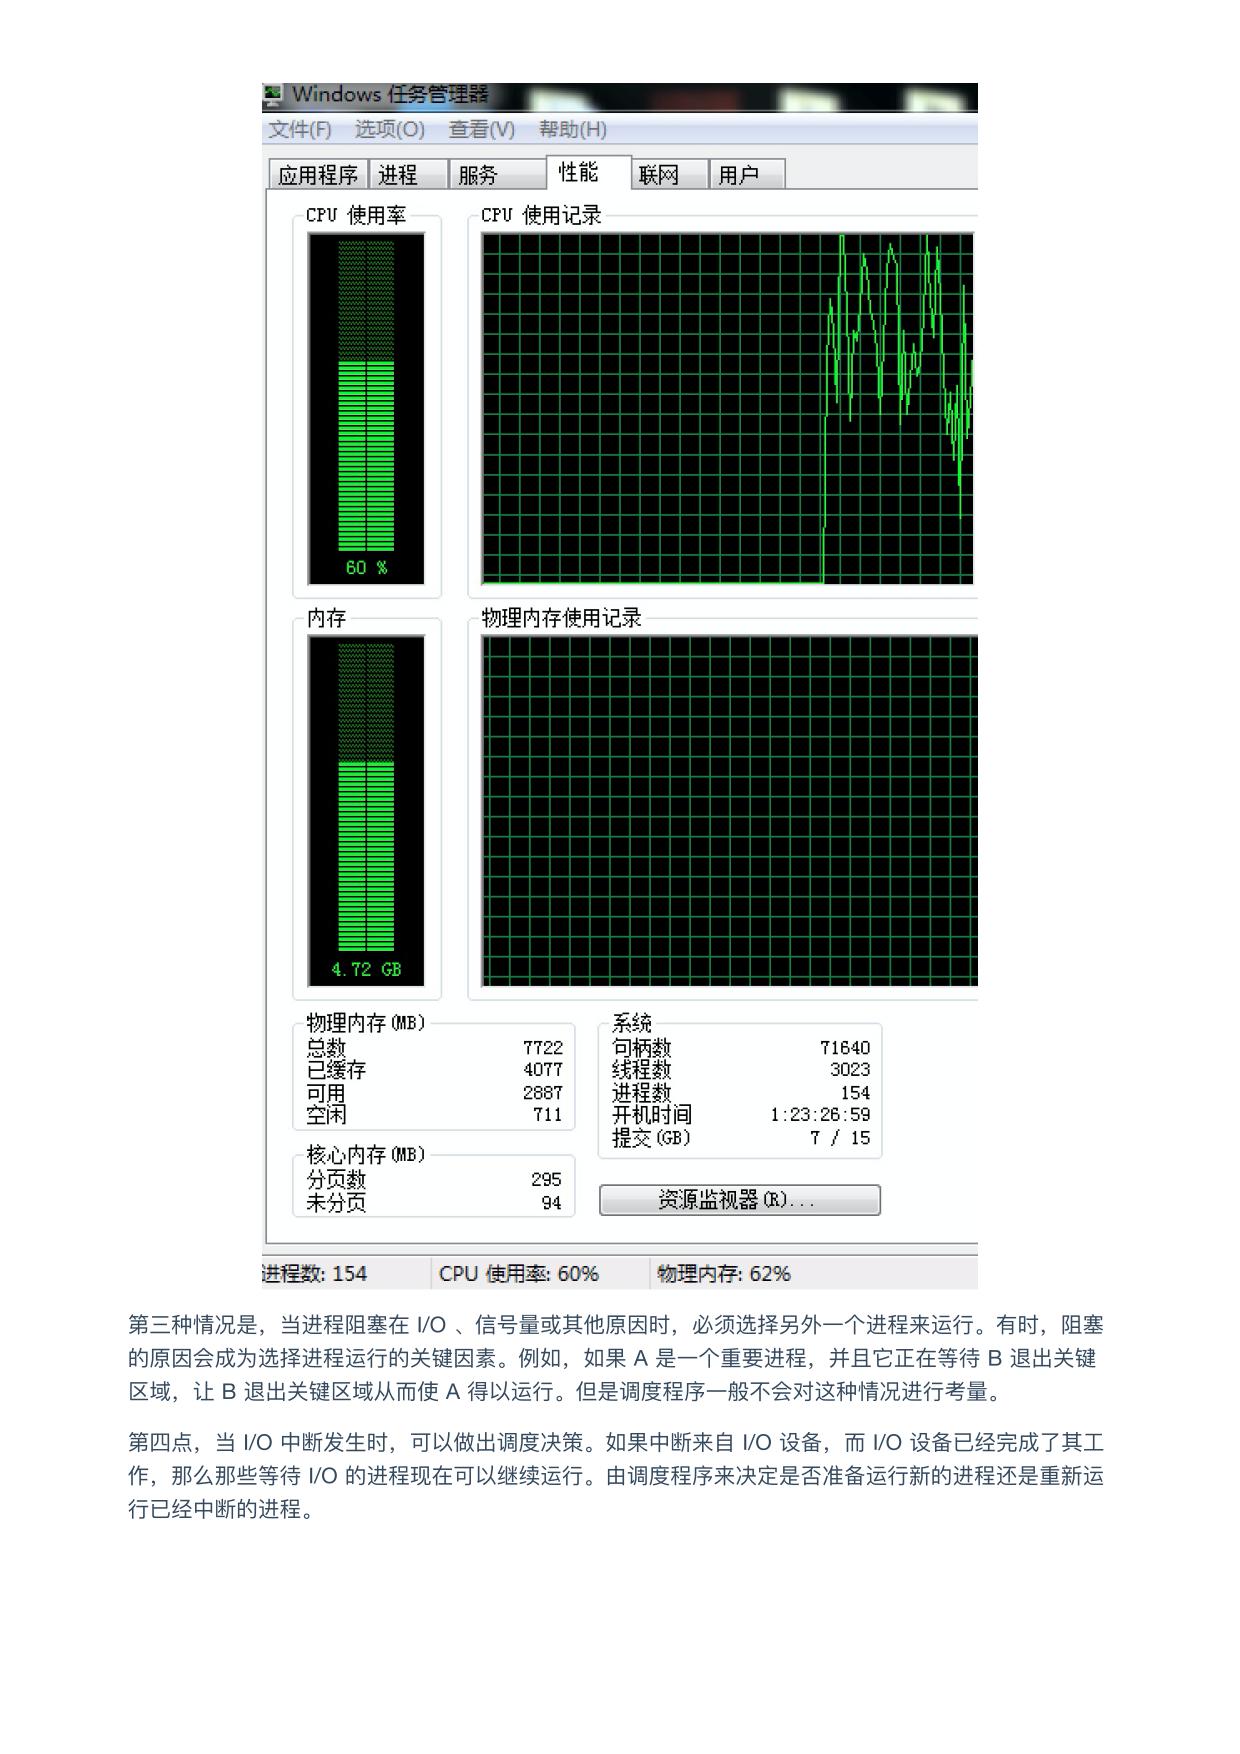 Windows 任务管理器
文件(F) 选项(O) 查看(V) 帮助(H)
应用程序 进程 服务 性能 联网 用户
CPU 使用率
CPU 使用记录
60 %
内存
物理内存使用记录
4.72 GB
物理内存(MB)
总数 7722
已缓存 4077
可用 2887
空闲 711
系统
句柄数 71640
线程数 3023
进程数 154
开机时间 1:23:26:59
提交(GB) 7 / 15
核心内存(MB)
分页数 295
未分页 94
资源监视器(R)...
进程数: 154 CPU 使用率: 60% 物理内存: 62%
第三种情况是，当进程阻塞在 I/O 、信号量或其他原因时，必须选择另外一个进程来运行。有时，阻塞
的原因会成为选择进程运行的关键因素。例如，如果 A 是一个重要进程，并且它正在等待 B 退出关键
区域，让 B 退出关键区域从而使 A 得以运行。但是调度程序一般不会对这种情况进行考量。
第四点，当 I/O 中断发生时，可以做出调度决策。如果中断来自 I/O 设备，而 I/O 设备已经完成了其工
作，那么那些等待 I/O 的进程现在可以继续运行。由调度程序来决定是否准备运行新的进程还是重新运
行已经中断的进程。